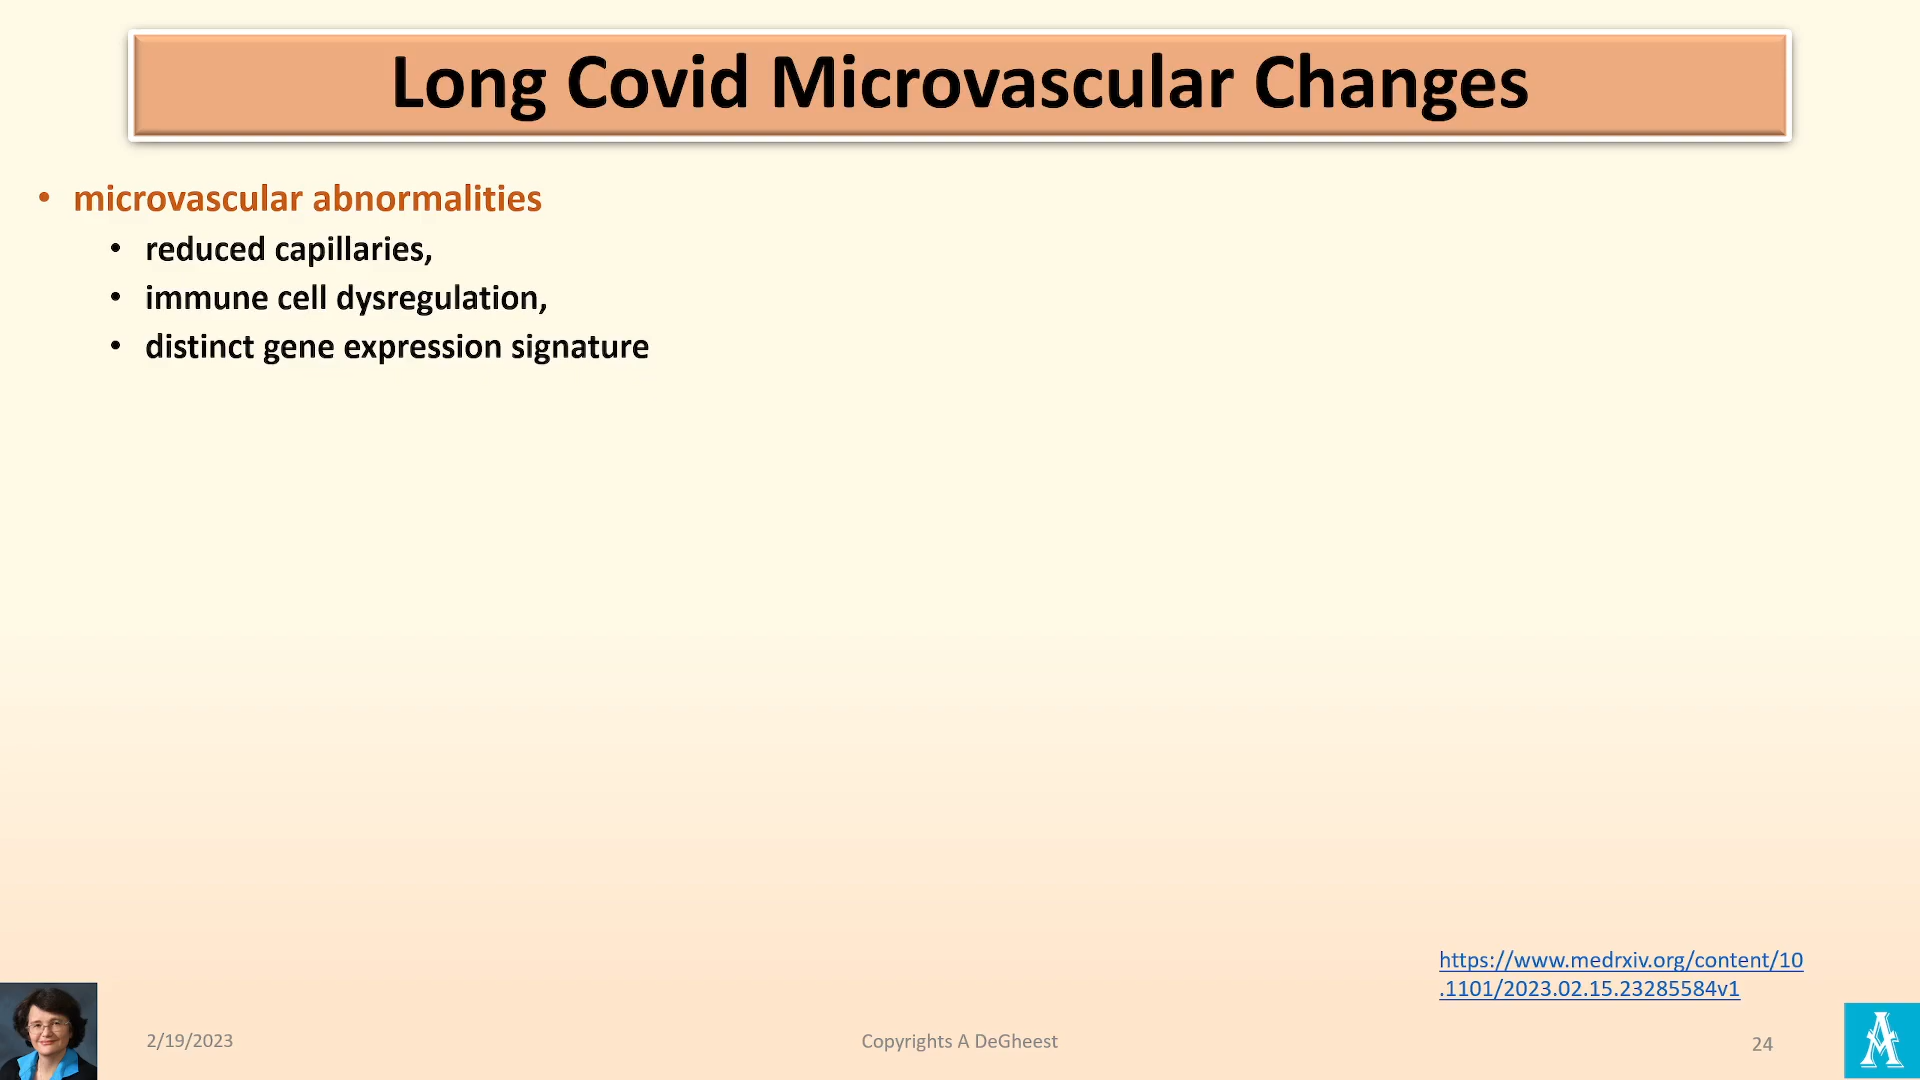 Long Covid Microvascular Changes
• microvascular abnormalities
• reduced capillaries,
• immune cell dysregulation,
• distinct gene expression signature
https://www.medrxiv.org/content/10
.1101/2023.02.15.23285584v1
2/19/2023
Copyrights A DeGheest
24
A